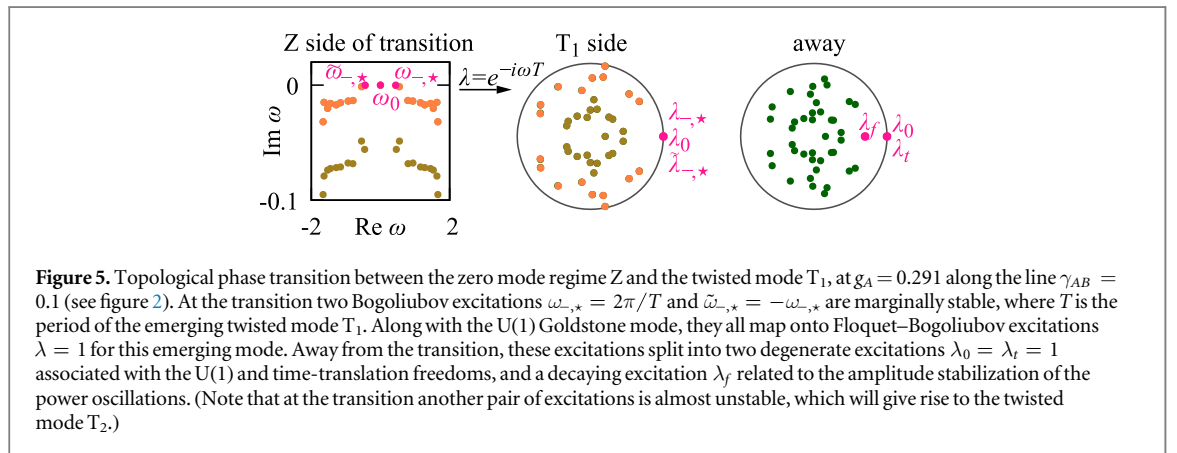 Z side of transition
T₁ side
away
0
-0.1
Im ω
-2
Re ω
2
ω̃₋,⋆
ω₀
ω₋,⋆
λ=e^{-iωT}
λ₋,⋆
λ₀
λ̃₋,⋆
λ_f
λ₀
λ_t
Figure 5. Topological phase transition between the zero mode regime Z and the twisted mode T₁, at g_A = 0.291 along the line γ_AB =
0.1 (see figure 2). At the transition two Bogoliubov excitations ω₋,⋆ = 2π/T and ω̃₋,⋆ = −ω₋,⋆ are marginally stable, where T is the
period of the emerging twisted mode T₁. Along with the U(1) Goldstone mode, they all map onto Floquet–Bogoliubov excitations
λ = 1 for this emerging mode. Away from the transition, these excitations split into two degenerate excitations λ₀ = λ_t = 1
associated with the U(1) and time-translation freedoms, and a decaying excitation λ_f related to the amplitude stabilization of the
power oscillations. (Note that at the transition another pair of excitations is almost unstable, which will give rise to the twisted
mode T₂.)